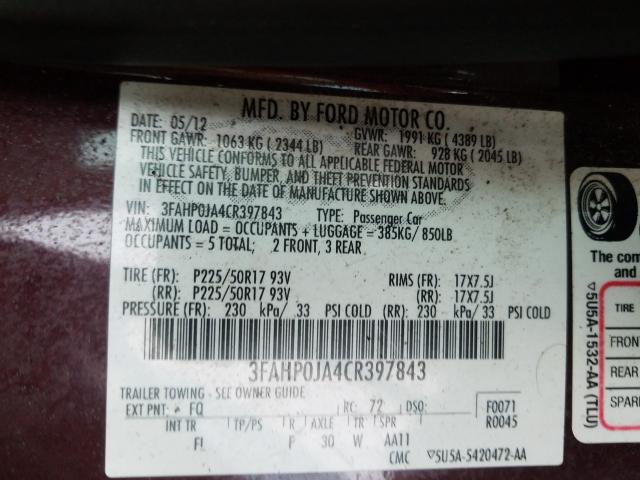 MFD. BY FORD MOTOR CO.
DATE: 05/12 GVWR: 1991 KG ( 4389 LB)
FRONT GAWR: 1063 KG ( 2344 LB) REAR GAWR: 928 KG ( 2045 LB)
THIS VEHICLE CONFORMS TO ALL APPLICABLE FEDERAL MOTOR
VEHICLE SAFETY, BUMPER, AND THEFT PREVENTION STANDARDS
IN EFFECT ON THE DATE OF MANUFACTURE SHOWN ABOVE.
VIN: 3FAHP0JA4CR397843 TYPE: Passenger Car
MAXIMUM LOAD = OCCUPANTS + LUGGAGE = 385KG/ 850LB
OCCUPANTS = 5 TOTAL; 2 FRONT, 3 REAR
TIRE (FR): P225/50R17 93V RIMS (FR): 17X7.5J
(RR): P225/50R17 93V (RR): 17X7.5J
PRESSURE (FR): 230 kPa/ 33 PSI COLD (RR): 230 kPa/ 33 PSI COLD
3FAHP0JA4CR397843
TRAILER TOWING - SEE OWNER GUIDE
EXT PNT: FQ RC: 72 DSO: F0071
R0045
INT TR TP/PS R AXLE TR SPR
FL F 30 W AA11
CMC ▽5U5A-5420472-AA
The com
and
TIRE
FRON
REAR
SPAR
▽5U5A-1532-AA (TLU)